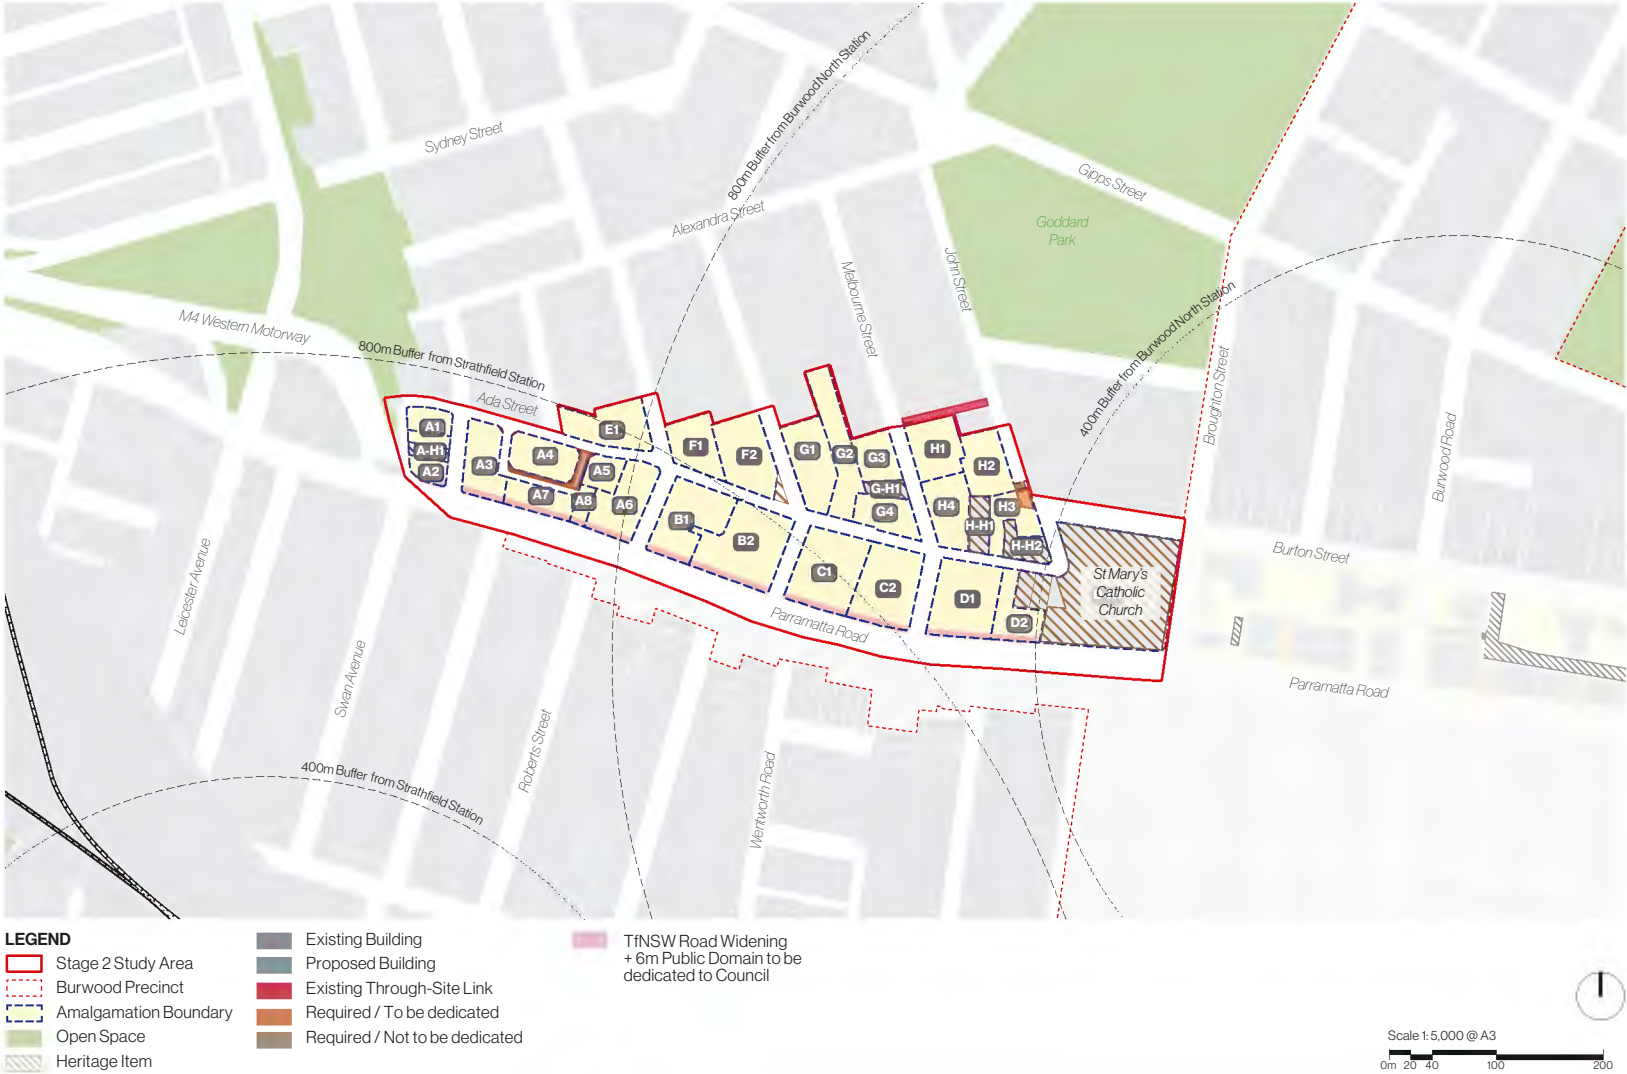 800m Buffer from Burwood North Station
Sydney Street
Gipps Street
Alexandra Street
Goddard
Park
Melbourne Street
John Street
M4 Western Motorway
800m Buffer from Strathfield Station
400m Buffer from Burwood North Station
Ada Street
Broughton Street
Burwood Road
A1
A-H1
A2
A3
A4
A5
A6
A7
A8
E1
F1
F2
G1
G2
G3
G-H1
G4
H1
H2
H3
H4
H-H1
H-H2
B1
B2
C1
C2
D1
D2
St Mary's
Catholic
Church
Burton Street
Parramatta Road
Parramatta Road
Leicester Avenue
Swan Avenue
Roberts Street
Wentworth Road
400m Buffer from Strathfield Station
LEGEND
Stage 2 Study Area
Burwood Precinct
Amalgamation Boundary
Open Space
Heritage Item
Existing Building
Proposed Building
Existing Through-Site Link
Required / To be dedicated
Required / Not to be dedicated
TfNSW Road Widening
+ 6m Public Domain to be
dedicated to Council
Scale 1: 5,000 @ A3
0m 20 40 100 200